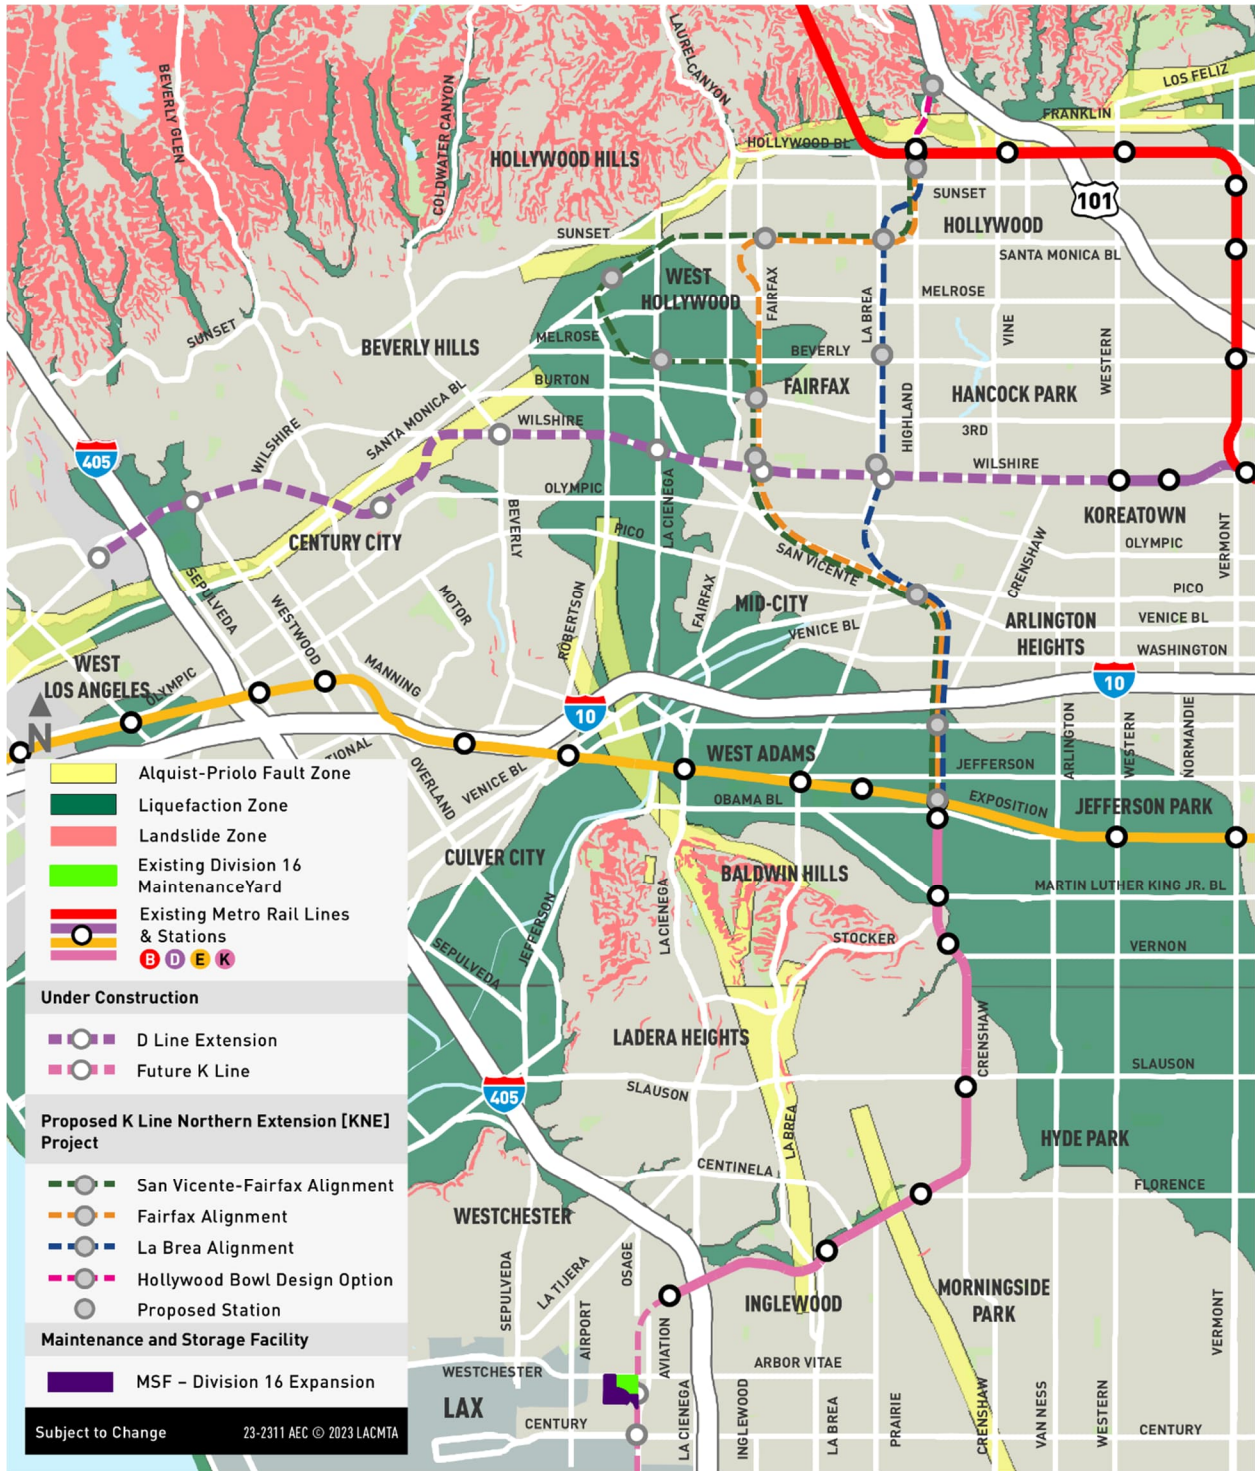 LAUREL CANYON
BEVERLY GLEN
COLDWATER CANYON
LOS FELIZ
FRANKLIN
HOLLYWOOD BL
HOLLYWOOD HILLS
SUNSET
101
HOLLYWOOD
SUNSET
SANTA MONICA BL
WEST
HOLLYWOOD
FAIRFAX
LA BREA
MELROSE
VINE
WESTERN
SUNSET
MELROSE
BEVERLY HILLS
BEVERLY
BURTON
FAIRFAX
HANCOCK PARK
SANTA MONICA BL
WILSHIRE
WILSHIRE
HIGHLAND
3RD
WILSHIRE
405
OLYMPIC
LA CIENEGA
KOREATOWN
CENTURY CITY
BEVERLY
PICO
SAN VICENTE
CRENSHAW
OLYMPIC
VERMONT
SEPULVEDA
WESTWOOD
MOTOR
ROBERTSON
FAIRFAX
MID-CITY
PICO
VENICE BL
ARLINGTON
HEIGHTS
VENICE BL
WASHINGTON
WEST
LOS ANGELES
OLYMPIC
MANNING
10
10
N
TIONAL
OVERLAND
VENICE BL
WEST ADAMS
ARLINGTON
WESTERN
NORMANDIE
JEFFERSON
OBAMA BL
EXPOSITION
JEFFERSON PARK
CULVER CITY
BALDWIN HILLS
MARTIN LUTHER KING JR. BL
JEFFERSON
LA CIENEGA
STOCKER
VERNON
SEPULVEDA
LADERA HEIGHTS
CRENSHAW
SLAUSON
405
SLAUSON
LA BREA
HYDE PARK
CENTINELA
FLORENCE
WESTCHESTER
SEPULVEDA
LA TIJERA
OSAGE
AIRPORT
AVIATION
INGLEWOOD
MORNINGSIDE
PARK
VERMONT
WESTCHESTER
ARBOR VITAE
LAX
CENTURY
LA CIENEGA
INGLEWOOD
LA BREA
PRAIRIE
CRENSHAW
VAN NESS
WESTERN
CENTURY
Alquist-Priolo Fault Zone
Liquefaction Zone
Landslide Zone
Existing Division 16
MaintenanceYard
Existing Metro Rail Lines
& Stations
B D E K
Under Construction
D Line Extension
Future K Line
Proposed K Line Northern Extension [KNE]
Project
San Vicente-Fairfax Alignment
Fairfax Alignment
La Brea Alignment
Hollywood Bowl Design Option
Proposed Station
Maintenance and Storage Facility
MSF – Division 16 Expansion
Subject to Change 23-2311 AEC © 2023 LACMTA